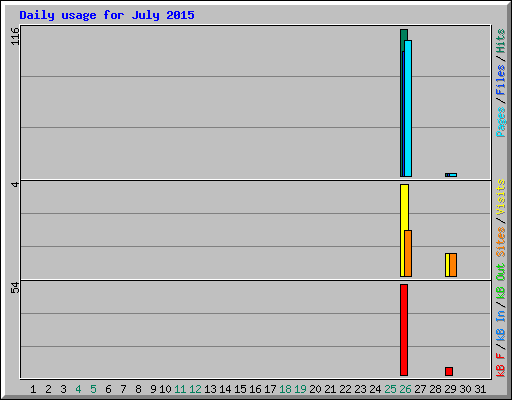 Daily usage for July 2015
116
Pages/Files/Hits
4
Sites/Visits
54
kB F/kB In/kB Out
1 2 3 4 5 6 7 8 9 10 11 12 13 14 15 16 17 18 19 20 21 22 23 24 25 26 27 28 29 30 31